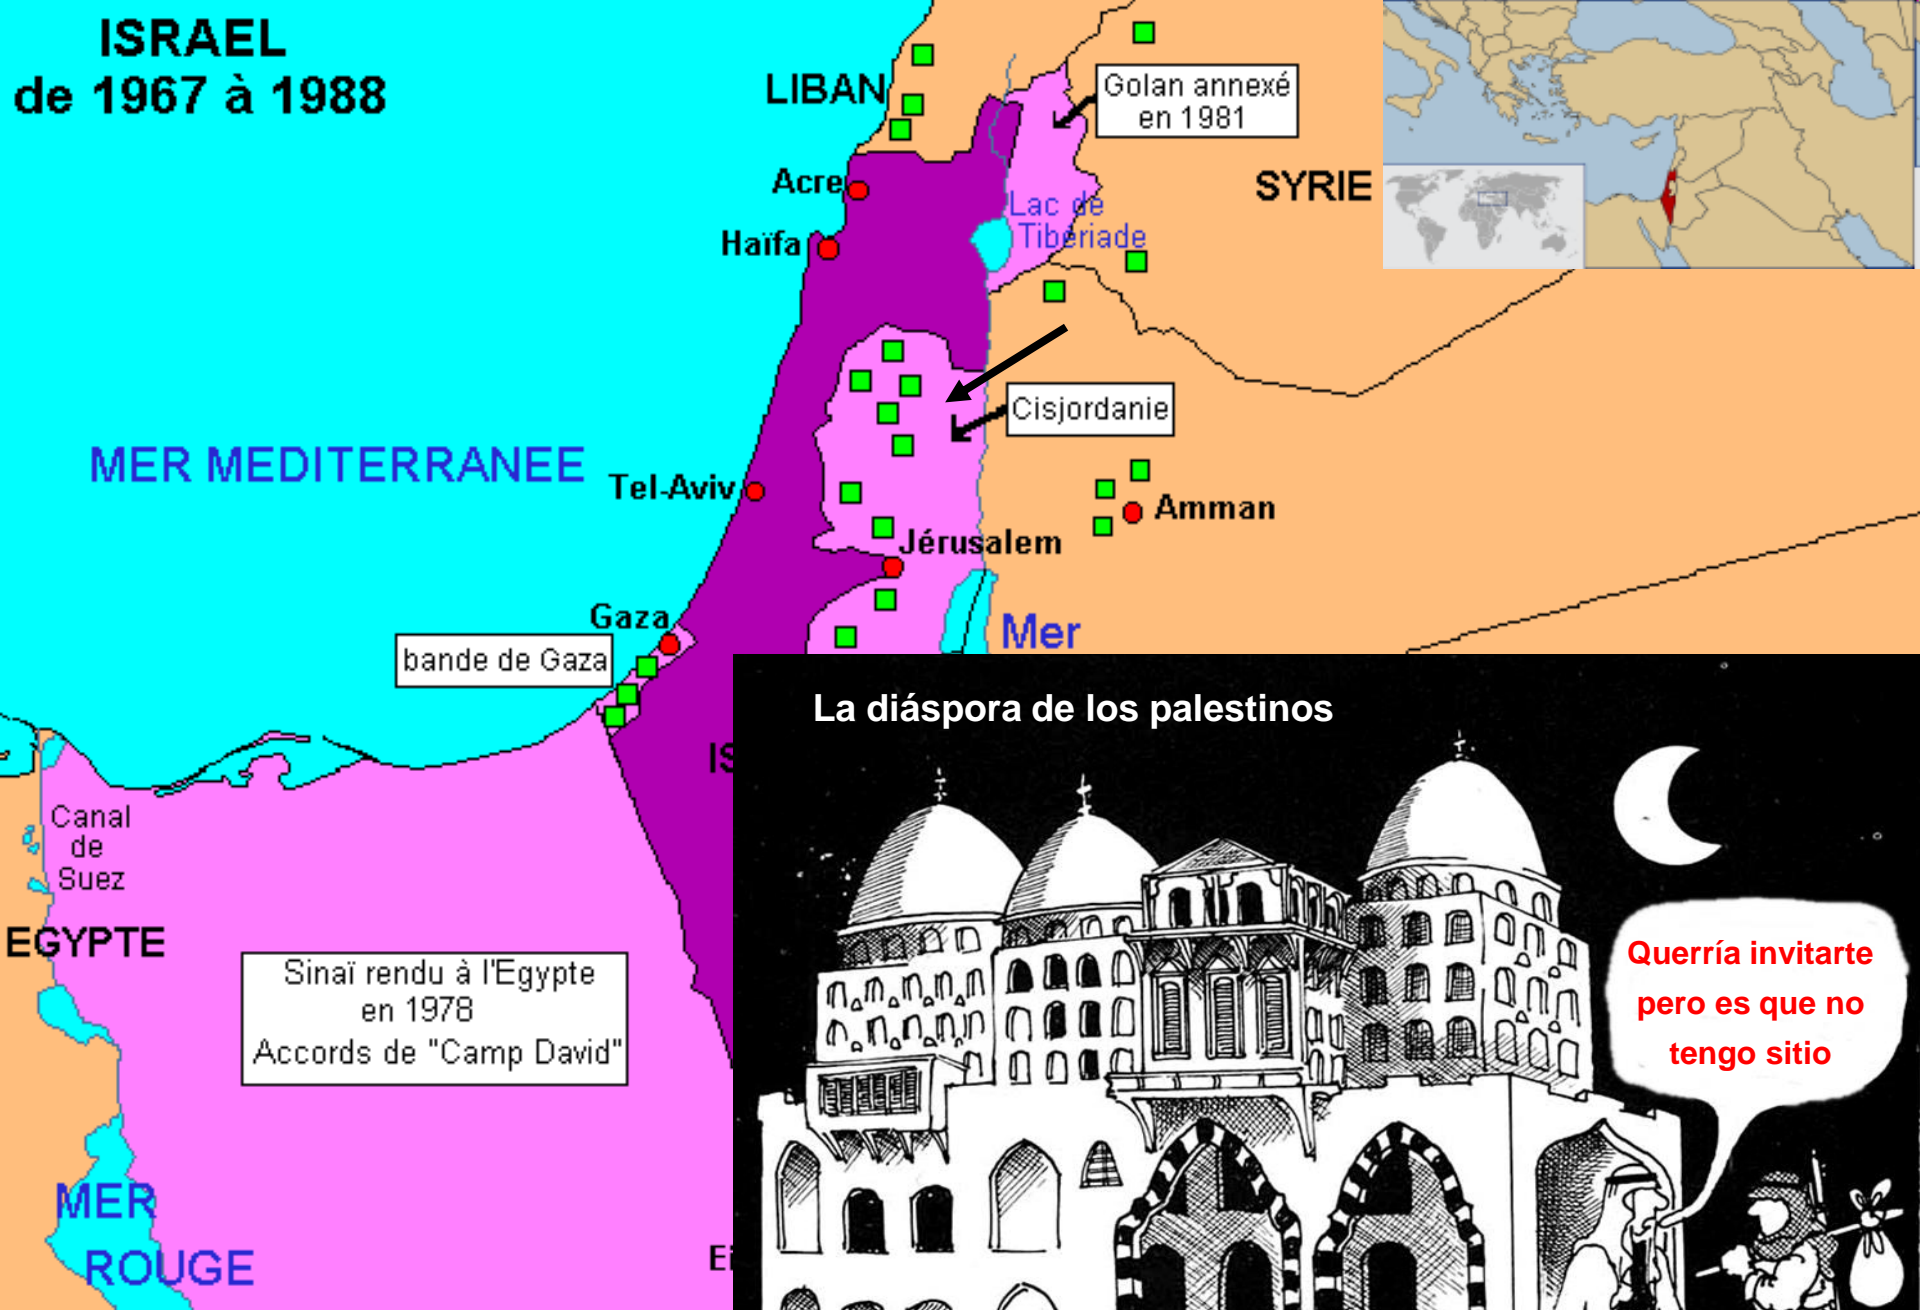 ISRAEL
de 1967 à 1988
LIBAN
Golan annexé
en 1981
SYRIE
Acre
Lac de
Tibériade
Haïfa
Cisjordanie
MER MEDITERRANEE
Tel-Aviv
Amman
Jérusalem
Gaza
Mer
bande de Gaza
IS
Canal
de
Suez
EGYPTE
Sinaï rendu à l'Egypte
en 1978
Accords de "Camp David"
MER
ROUGE
Ei
La diáspora de los palestinos
Querría invitarte
pero es que no
tengo sitio